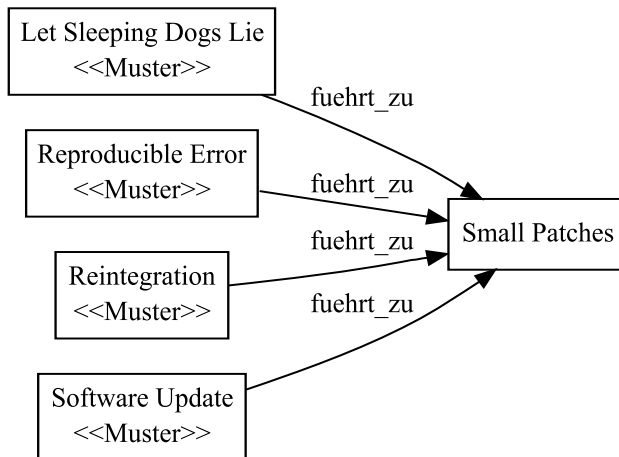 Let Sleeping Dogs Lie
<<Muster>>
fuehrt_zu
Reproducible Error
<<Muster>>
fuehrt_zu
Small Patches
Reintegration
<<Muster>>
fuehrt_zu
Software Update
<<Muster>>
fuehrt_zu